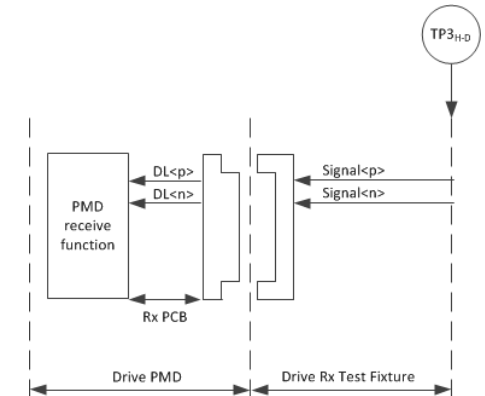 TP3H-D
DL<p>
Signal<p>
DL<n>
Signal<n>
PMD
receive
function
Rx PCB
Drive PMD
Drive Rx Test Fixture